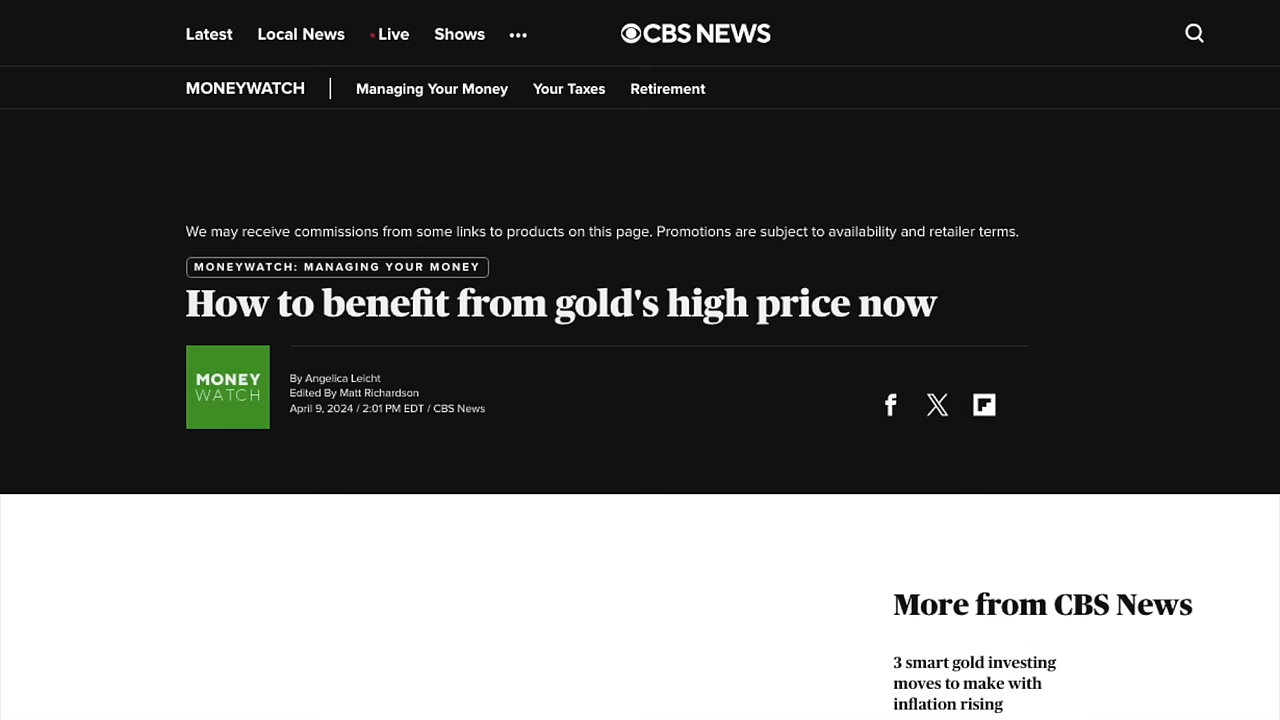 Latest Local News Live Shows ••• CBS NEWS
MONEYWATCH Managing Your Money Your Taxes Retirement
We may receive commissions from some links to products on this page. Promotions are subject to availability and retailer terms.
MONEYWATCH: MANAGING YOUR MONEY
How to benefit from gold's high price now
MONEY
WATCH
By Angelica Leicht
Edited By Matt Richardson
April 9, 2024 / 2:01 PM EDT / CBS News
More from CBS News
3 smart gold investing
moves to make with
inflation rising